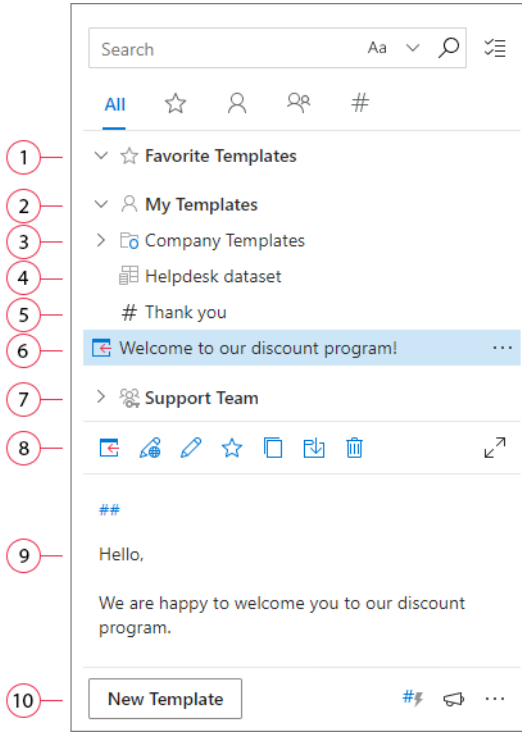 Search Aa
All #
1 Favorite Templates
2 My Templates
3 Company Templates
4 Helpdesk dataset
5 # Thank you
6 Welcome to our discount program! ...
7 Support Team
8
##
9 Hello,
We are happy to welcome you to our discount
program.
10 New Template # ...